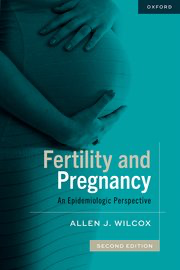 OXFORD
Fertility and
Pregnancy
An Epidemiologic Perspective
ALLEN J. WILCOX
SECOND EDITION